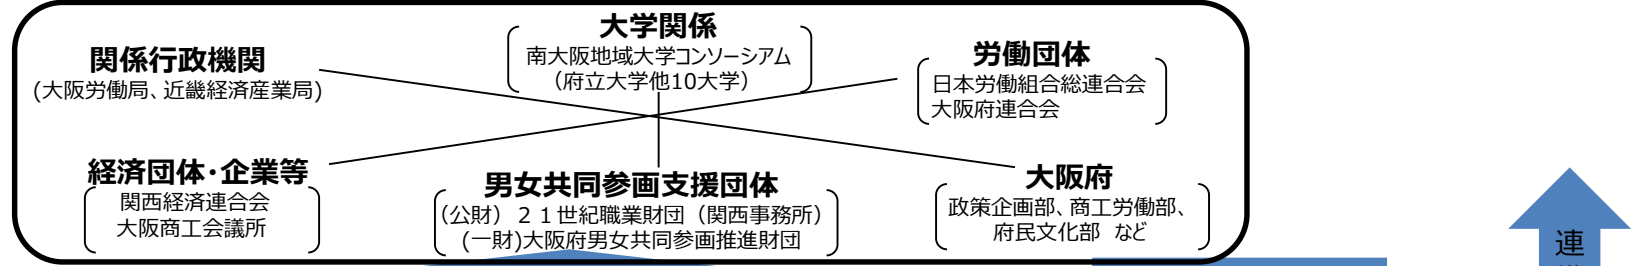 大学関係
南大阪地域大学コンソーシアム
（府立大学他10大学）
関係行政機関
(大阪労働局、近畿経済産業局)
労働団体
日本労働組合総連合会
大阪府連合会
経済団体・企業等
関西経済連合会
大阪商工会議所
男女共同参画支援団体
（公財）２１世紀職業財団（関西事務所）
(一財)大阪府男女共同参画推進財団
大阪府
政策企画部、商工労働部、
府民文化部 など
連